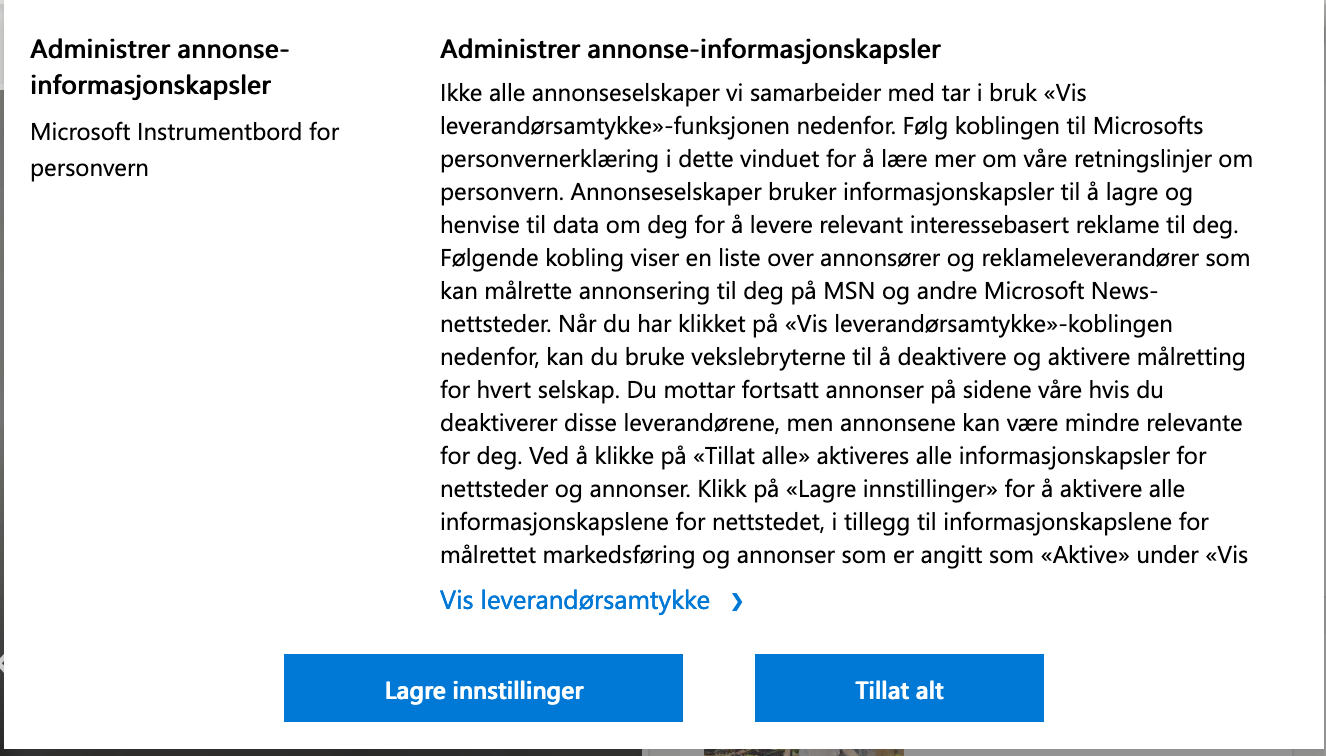 Administrer annonse-
informasjonskapsler
Microsoft Instrumentbord for
personvern
Administrer annonse-informasjonskapsler
Ikke alle annonseselskaper vi samarbeider med tar i bruk «Vis
leverandørsamtykke»-funksjonen nedenfor. Følg koblingen til Microsofts
personvernerklæring i dette vinduet for å lære mer om våre retningslinjer om
personvern. Annonseselskaper bruker informasjonskapsler til å lagre og
henvise til data om deg for å levere relevant interessebasert reklame til deg.
Følgende kobling viser en liste over annonsører og reklameleverandører som
kan målrette annonsering til deg på MSN og andre Microsoft News-
nettsteder. Når du har klikket på «Vis leverandørsamtykke»-koblingen
nedenfor, kan du bruke vekslebryterne til å deaktivere og aktivere målretting
for hvert selskap. Du mottar fortsatt annonser på sidene våre hvis du
deaktiverer disse leverandørene, men annonsene kan være mindre relevante
for deg. Ved å klikke på «Tillat alle» aktiveres alle informasjonskapsler for
nettsteder og annonser. Klikk på «Lagre innstillinger» for å aktivere alle
informasjonskapslene for nettstedet, i tillegg til informasjonskapslene for
målrettet markedsføring og annonser som er angitt som «Aktive» under «Vis
Vis leverandørsamtykke ❯
Lagre innstillinger
Tillat alt